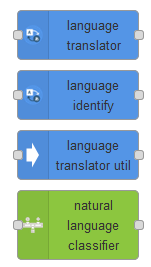 language
translator
language
identify
language
translator util
natural
language
classifier